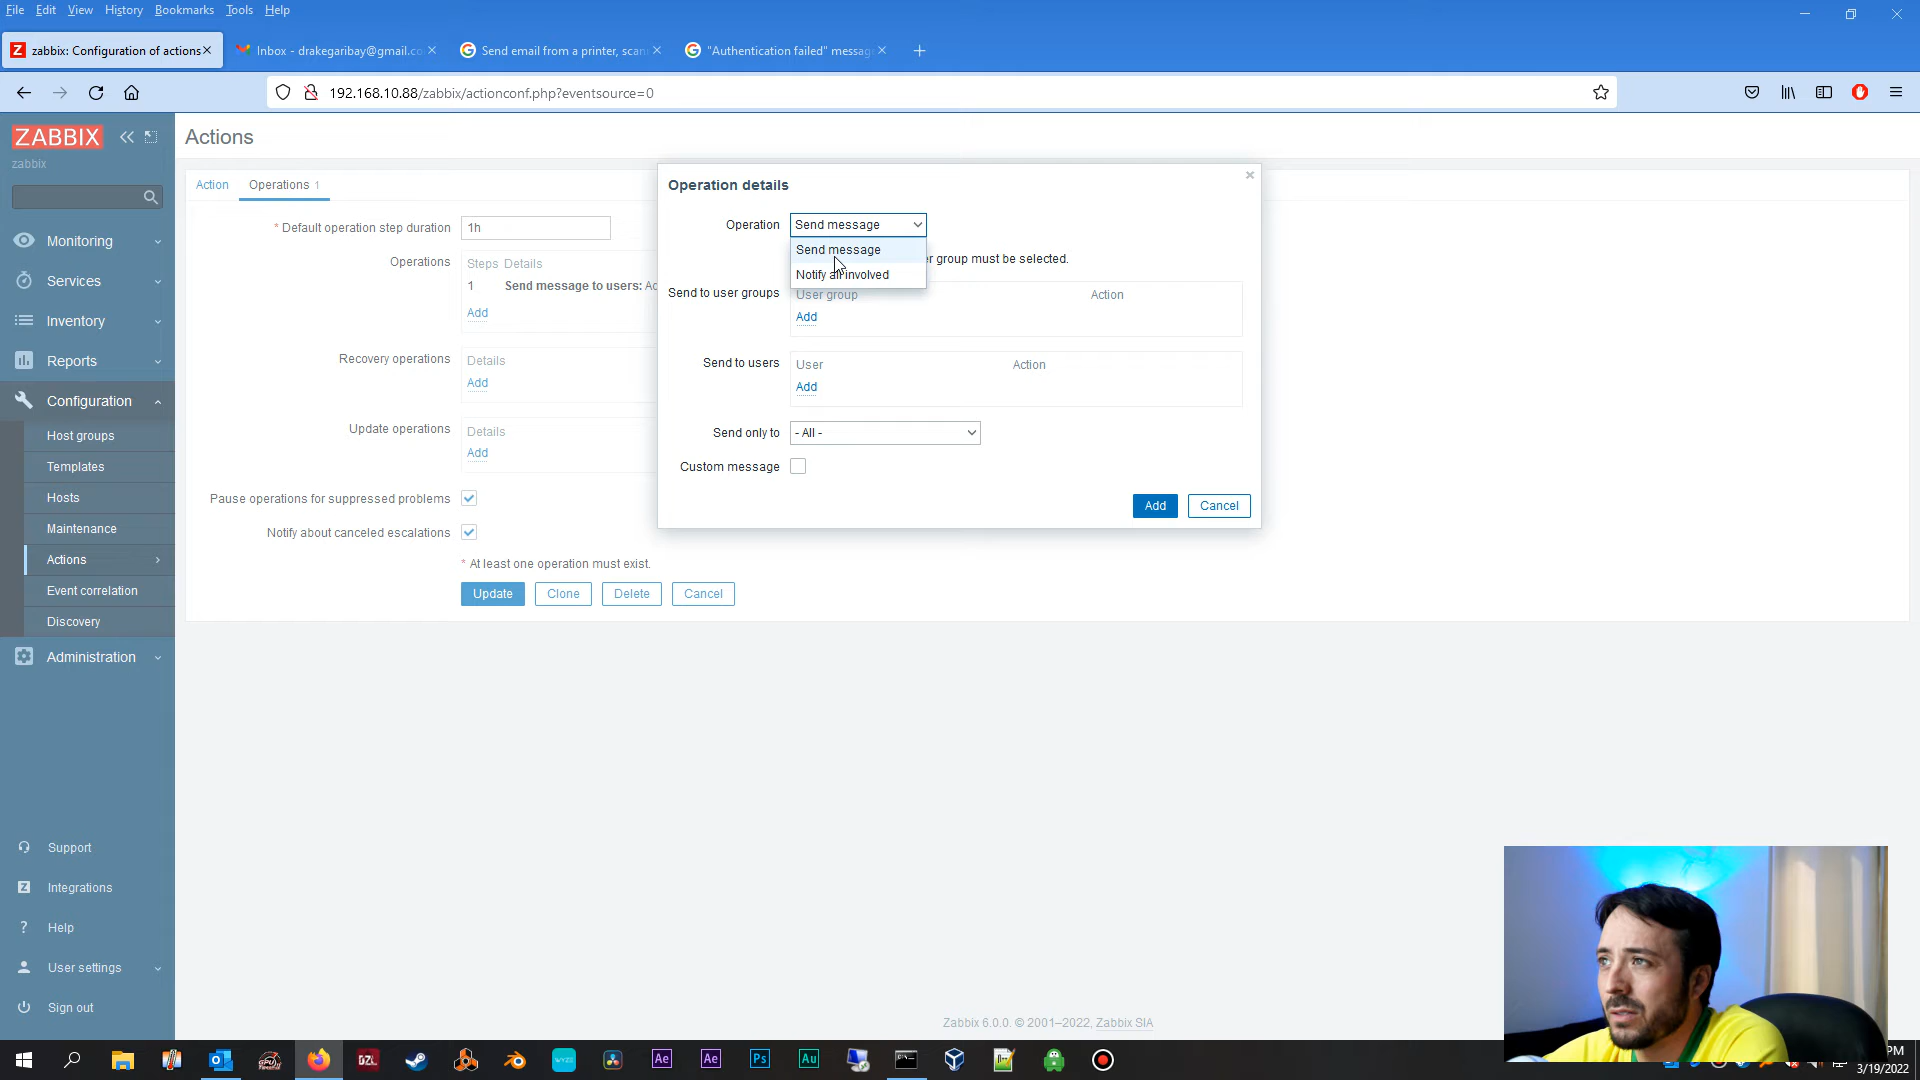 File Edit View History Bookmarks Tools Help
zabbix: Configuration of actions
Inbox - drakegaribay@gmail.co
Send email from a printer, scan
"Authentication failed" messag
192.168.10.88/zabbix/actionconf.php?eventsource=0
ZABBIX
zabbix
Monitoring
Services
Inventory
Reports
Configuration
Host groups
Templates
Hosts
Maintenance
Actions
Event correlation
Discovery
Administration
Support
Integrations
Help
User settings
Sign out
Actions
Action Operations 1
* Default operation step duration 1h
Operations Steps Details
1 Send message to users:
Add
Recovery operations Details
Add
Update operations Details
Add
Pause operations for suppressed problems
Notify about canceled escalations
* At least one operation must exist.
Update Clone Delete Cancel
Operation details
Operation Send message
Send message
Notify all involved
group must be selected.
Send to user groups User group Action
Add
Send to users User Action
Add
Send only to - All -
Custom message
Add Cancel
Zabbix 6.0.0. © 2001–2022, Zabbix SIA
DZL WYZE Ae Ae Ps Au
PM
3/19/2022